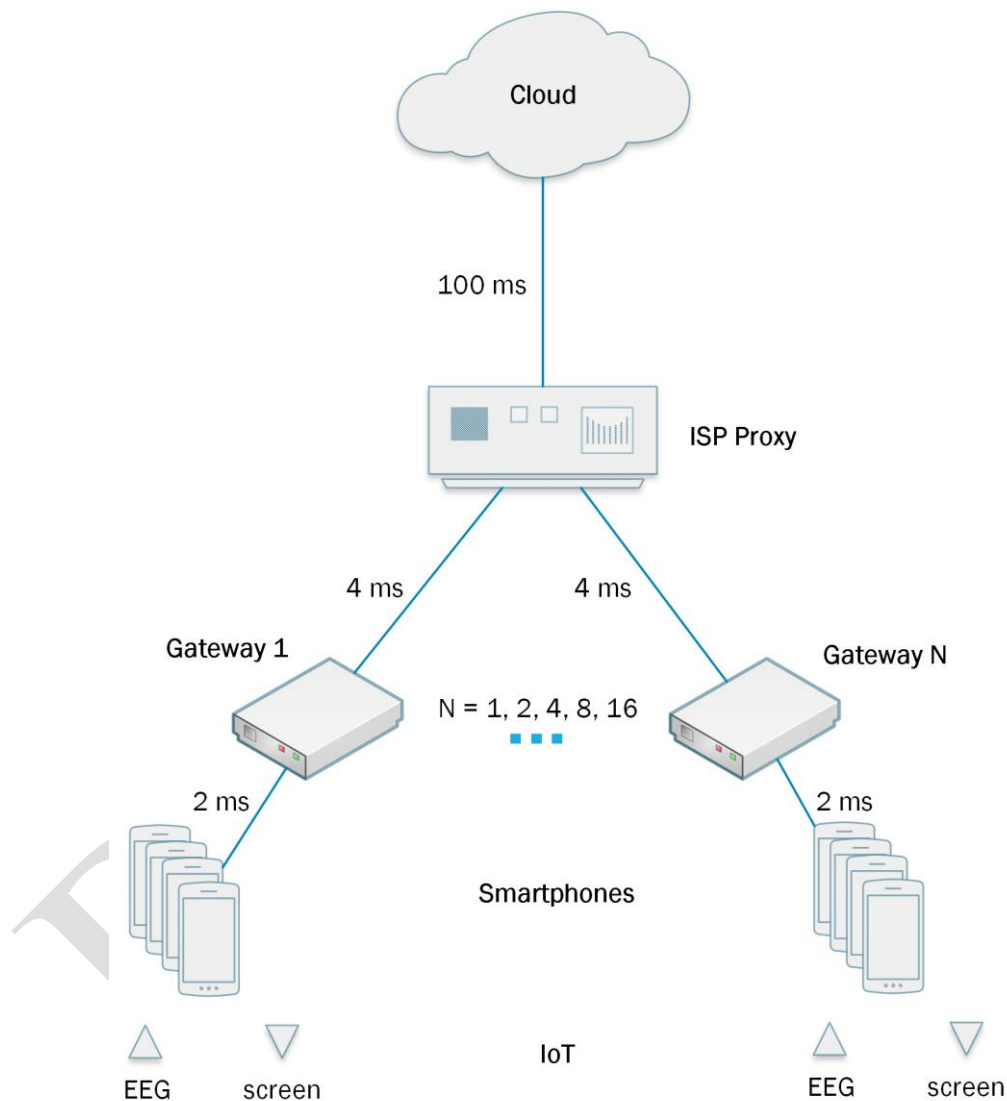 Cloud
100 ms
ISP Proxy
4 ms 4 ms
Gateway 1 Gateway N
N = 1, 2, 4, 8, 16
2 ms 2 ms
Smartphones
IoT
EEG screen EEG screen